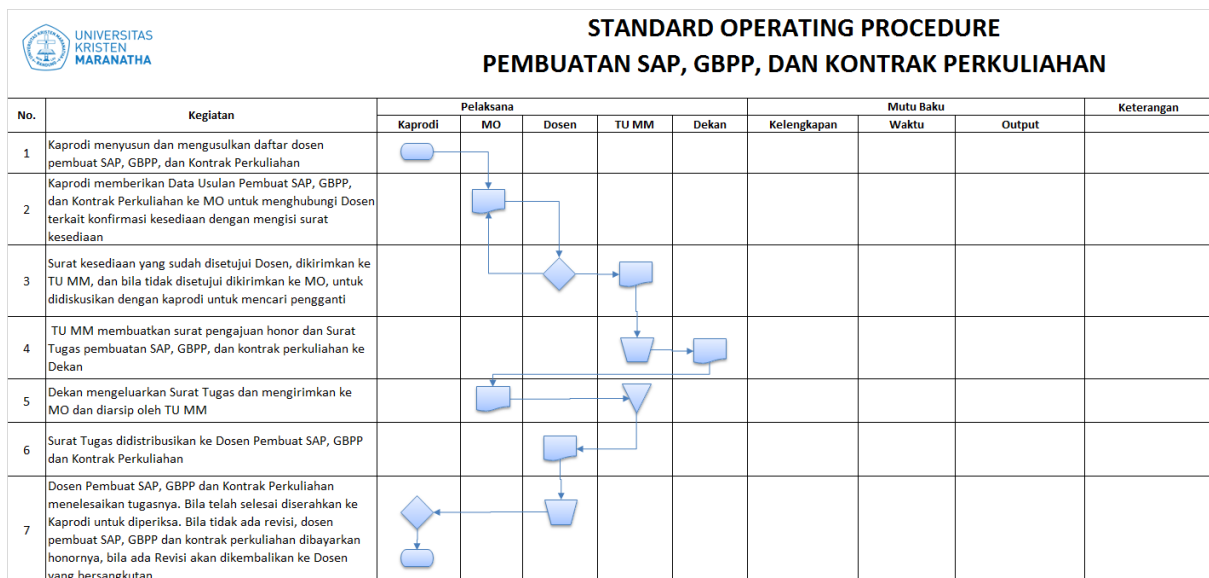 UNIVERSITAS
KRISTEN
MARANATHA
STANDARD OPERATING PROCEDURE
PEMBUATAN SAP, GBPP, DAN KONTRAK PERKULIAHAN
No.
Kegiatan
Pelaksana
Mutu Baku
Keterangan
Kaprodi
MO
Dosen
TU MM
Dekan
Kelengkapan
Waktu
Output
1
Kaprodi menyusun dan mengusulkan daftar dosen
pembuat SAP, GBPP, dan Kontrak Perkuliahan
2
Kaprodi memberikan Data Usulan Pembuat SAP, GBPP,
dan Kontrak Perkuliahan ke MO untuk menghubungi Dosen
terkait konfirmasi kesediaan dengan mengisi surat
kesediaan
3
Surat kesediaan yang sudah disetujui Dosen, dikirimkan ke
TU MM, dan bila tidak disetujui dikirimkan ke MO, untuk
didiskusikan dengan kaprodi untuk mencari pengganti
4
TU MM membuatkan surat pengajuan honor dan Surat
Tugas pembuatan SAP, GBPP, dan kontrak perkuliahan ke
Dekan
5
Dekan mengeluarkan Surat Tugas dan mengirimkan ke
MO dan diarsip oleh TU MM
6
Surat Tugas didistribusikan ke Dosen Pembuat SAP, GBPP
dan Kontrak Perkuliahan
7
Dosen Pembuat SAP, GBPP dan Kontrak Perkuliahan
menelesaikan tugasnya. Bila telah selesai diserahkan ke
Kaprodi untuk diperiksa. Bila tidak ada revisi, dosen
pembuat SAP, GBPP dan kontrak perkuliahan dibayarkan
honornya, bila ada Revisi akan dikembalikan ke Dosen
yang bersangkutan